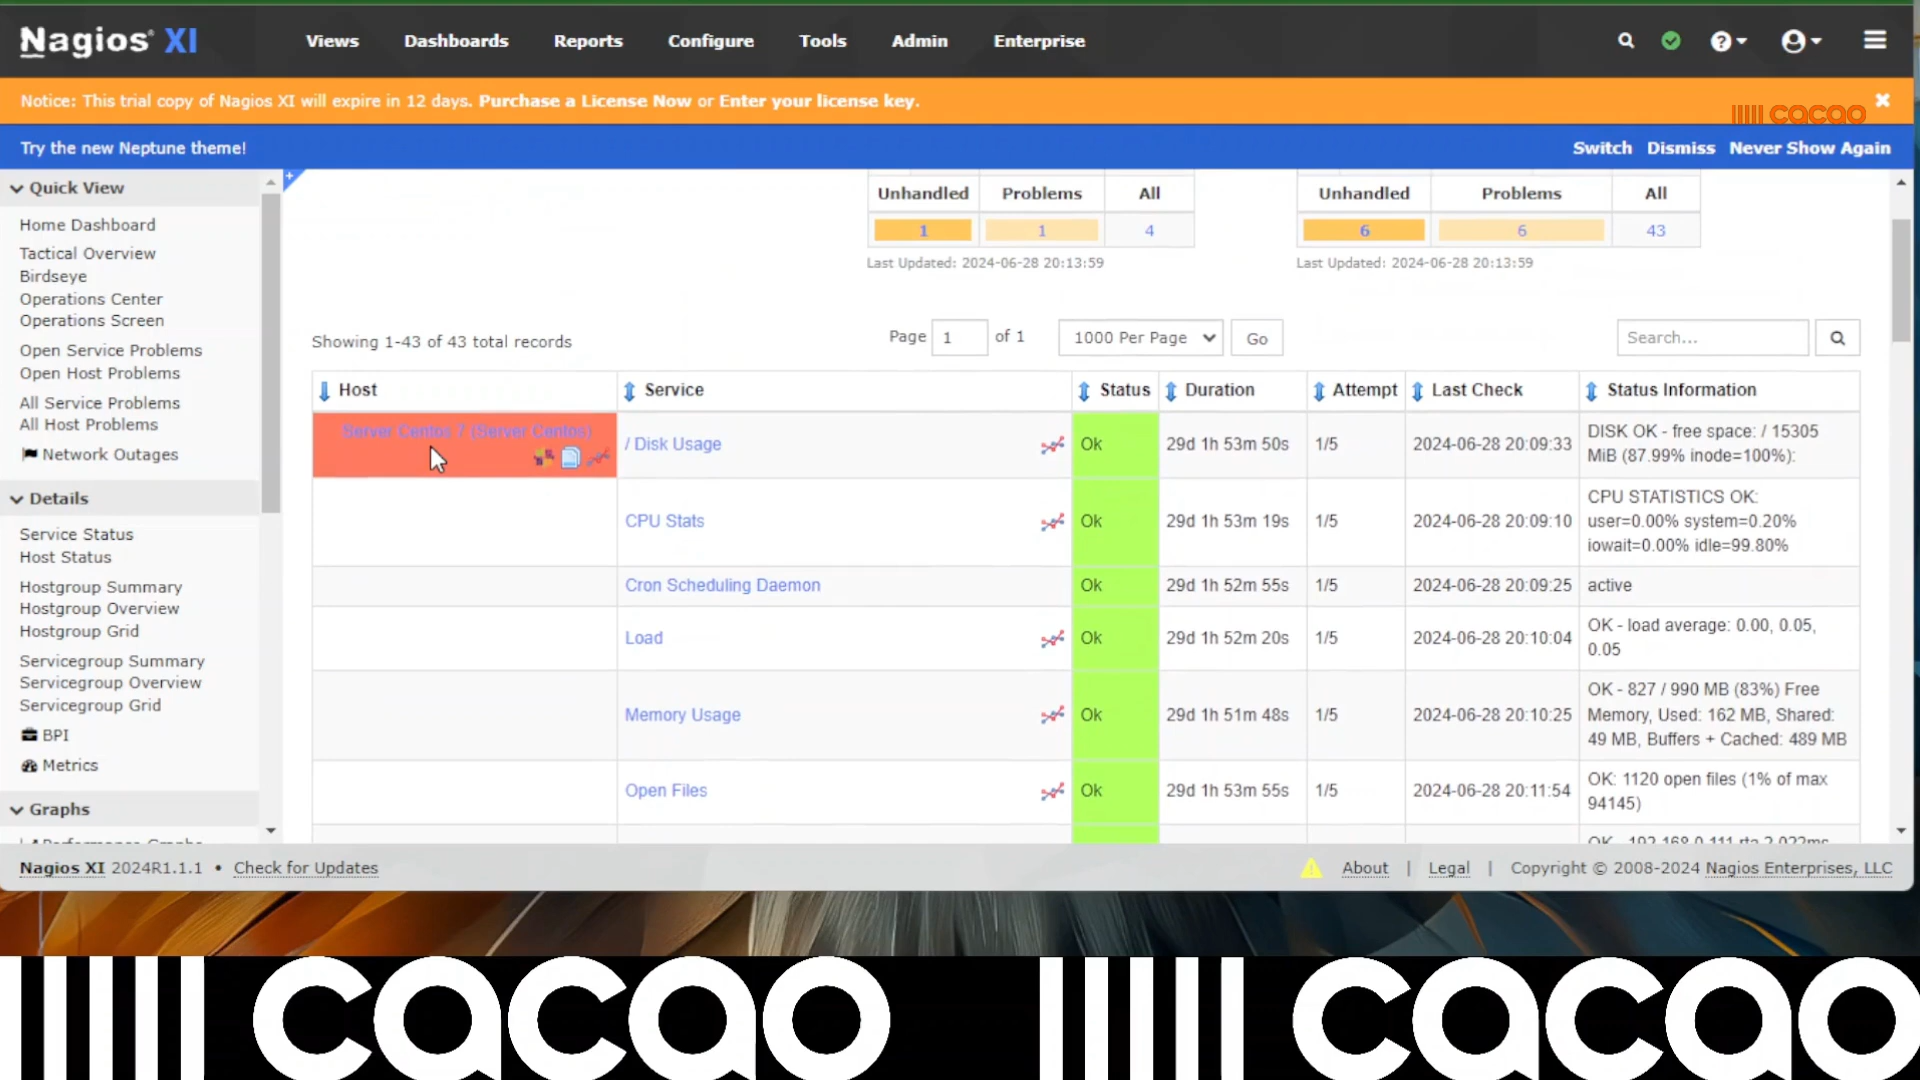 Nagios® XI Views Dashboards Reports Configure Tools Admin Enterprise
Notice: This trial copy of Nagios XI will expire in 12 days. Purchase a License Now or Enter your license key.
cacao
Try the new Neptune theme! Switch Dismiss Never Show Again
Quick View
Home Dashboard
Tactical Overview
Birdseye
Operations Center
Operations Screen
Open Service Problems
Open Host Problems
All Service Problems
All Host Problems
Network Outages
Details
Service Status
Host Status
Hostgroup Summary
Hostgroup Overview
Hostgroup Grid
Servicegroup Summary
Servicegroup Overview
Servicegroup Grid
BPI
Metrics
Graphs
Performance Graphs
Unhandled Problems All
1 1 4
Last Updated: 2024-06-28 20:13:59
Unhandled Problems All
6 6 43
Last Updated: 2024-06-28 20:13:59
Showing 1-43 of 43 total records
Page 1 of 1 1000 Per Page Go Search...
Host Service Status Duration Attempt Last Check Status Information
Server Centos 7 (Server Centos) / Disk Usage Ok 29d 1h 53m 50s 1/5 2024-06-28 20:09:33 DISK OK - free space: / 15305
MiB (87.99% inode=100%):
CPU Stats Ok 29d 1h 53m 19s 1/5 2024-06-28 20:09:10 CPU STATISTICS OK:
user=0.00% system=0.20%
iowait=0.00% idle=99.80%
Cron Scheduling Daemon Ok 29d 1h 52m 55s 1/5 2024-06-28 20:09:25 active
Load Ok 29d 1h 52m 20s 1/5 2024-06-28 20:10:04 OK - load average: 0.00, 0.05,
0.05
Memory Usage Ok 29d 1h 51m 48s 1/5 2024-06-28 20:10:25 OK - 827 / 990 MB (83%) Free
Memory, Used: 162 MB, Shared:
49 MB, Buffers + Cached: 489 MB
Open Files Ok 29d 1h 53m 55s 1/5 2024-06-28 20:11:54 OK: 1120 open files (1% of max
94145)
OK - 192.168.0.111 rta 2.022ms
Nagios XI 2024R1.1.1 • Check for Updates About | Legal | Copyright © 2008-2024 Nagios Enterprises, LLC
cacao cacao